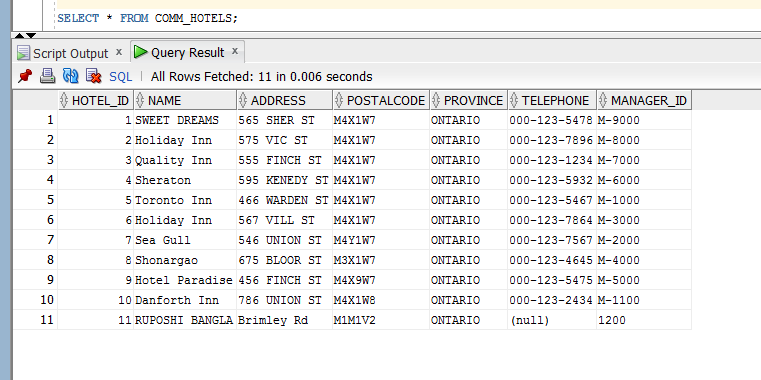 SELECT * FROM COMM_HOTELS;
Script Output x Query Result x
SQL | All Rows Fetched: 11 in 0.006 seconds
HOTEL_ID NAME ADDRESS POSTALCODE PROVINCE TELEPHONE MANAGER_ID
1 1 SWEET DREAMS 565 SHER ST M4X1W7 ONTARIO 000-123-5478 M-9000
2 2 Holiday Inn 575 VIC ST M4X1W7 ONTARIO 000-123-7896 M-8000
3 3 Quality Inn 555 FINCH ST M4X1W7 ONTARIO 000-123-1234 M-7000
4 4 Sheraton 595 KENEDY ST M4X1W7 ONTARIO 000-123-5932 M-6000
5 5 Toronto Inn 466 WARDEN ST M4X1W7 ONTARIO 000-123-5467 M-1000
6 6 Holiday Inn 567 VILL ST M4X1W7 ONTARIO 000-123-7864 M-3000
7 7 Sea Gull 546 UNION ST M4Y1W7 ONTARIO 000-123-7567 M-2000
8 8 Shonargao 675 BLOOR ST M3X1W7 ONTARIO 000-123-4645 M-4000
9 9 Hotel Paradise 456 FINCH ST M4X9W7 ONTARIO 000-123-5475 M-5000
10 10 Danforth Inn 786 UNION ST M4X1W8 ONTARIO 000-123-2434 M-1100
11 11 RUPOSHI BANGLA Brimley Rd M1M1V2 ONTARIO (null) 1200